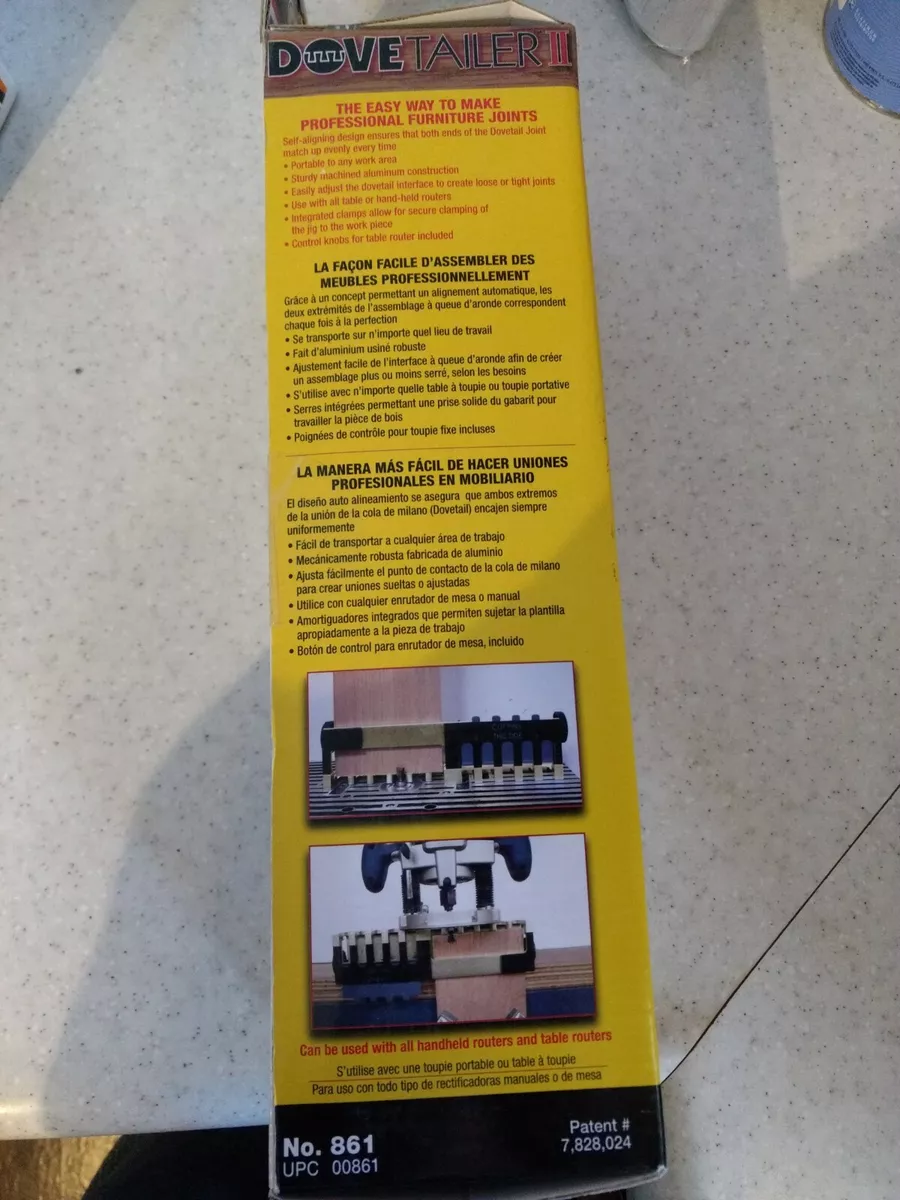 DOVETAILER II
THE EASY WAY TO MAKE
PROFESSIONAL FURNITURE JOINTS
Self-aligning design ensures that both ends of the Dovetail Joint
match up evenly every time
• Portable to any work area
• Sturdy machined aluminum construction
• Easily adjust the dovetail interface to create loose or tight joints
• Use with all table or hand-held routers
• Integrated clamps allow for secure clamping of
the jig to the work piece
• Control knobs for table router included
LA FAÇON FACILE D'ASSEMBLER DES
MEUBLES PROFESSIONNELLEMENT
Grâce à un concept permettant un alignement automatique, les
deux extrémités de l'assemblage à queue d'aronde correspondent
chaque fois à la perfection
• Se transporte sur n'importe quel lieu de travail
• Fait d'aluminium usiné robuste
• Ajustement facile de l'interface à queue d'aronde afin de créer
un assemblage plus ou moins serré, selon les besoins
• S'utilise avec n'importe quelle table à toupie ou toupie portative
• Serres intégrées permettant une prise solide du gabarit pour
travailler la pièce de bois
• Poignées de contrôle pour toupie fixe incluses
LA MANERA MÁS FÁCIL DE HACER UNIONES
PROFESIONALES EN MOBILIARIO
El diseño auto alineamiento se asegura que ambos extremos
de la unión de la cola de milano (Dovetail) encajen siempre
uniformemente
• Fácil de transportar a cualquier área de trabajo
• Mecánicamente robusta fabricada de aluminio
• Ajusta fácilmente el punto de contacto de la cola de milano
para crear uniones sueltas o ajustadas
• Utilice con cualquier enrutador de mesa o manual
• Amortiguadores integrados que permiten sujetar la plantilla
apropiadamente a la pieza de trabajo
• Botón de control para enrutador de mesa, incluido
Can be used with all handheld routers and table routers
S'utilise avec une toupie portable ou table à toupie
Para uso con todo tipo de rectificadoras manuales o de mesa
No. 861
UPC 00861
Patent #
7,828,024